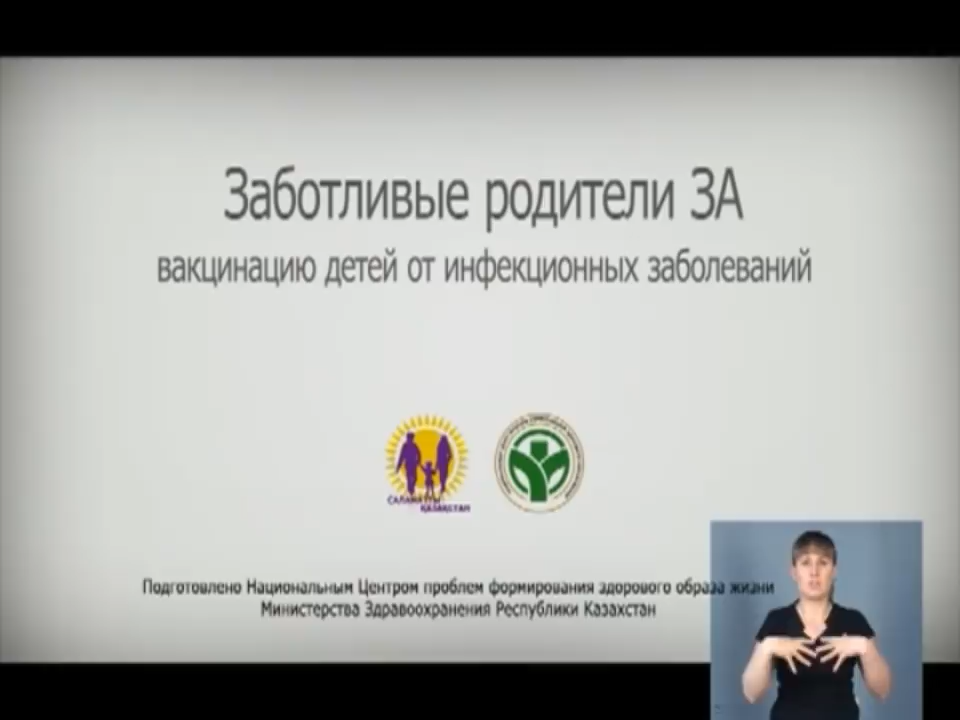 Заботливые родители ЗА
вакцинацию детей от инфекционных заболеваний
САЛАМАТТЫ
ҚАЗАҚСТАН
Подготовлено Национальным Центром проблем формирования здорового образа жизни
Министерства Здравоохранения Республики Казахстан